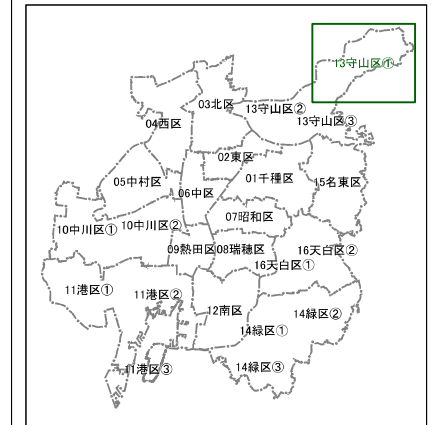 13守山区①
03北区
13守山区②
13守山区③
04西区
02東区
05中村区
01千種区
15名東区
06中区
07昭和区
10中川区①
10中川区②
09熱田区
08瑞穂区
16天白区②
16天白区①
11港区①
11港区②
12南区
14緑区②
14緑区①
11港区③
14緑区③